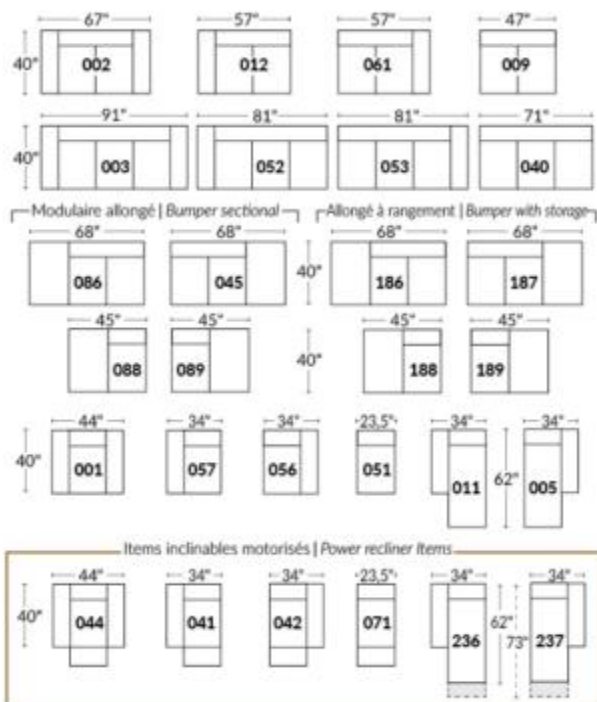 67" 57" 57" 47"
40" 002 012 061 009
91" 81" 81" 71"
40" 003 052 053 040
Modulaire allongé | Bumper sectional Allongé à rangement | Bumper with storage
68" 68" 68" 68"
086 045 40" 186 187
45" 45" 45" 45"
088 089 40" 188 189
44" 34" 34" 23,5" 34" 34"
40" 001 057 056 051 011 62" 005
Items inclinables motorisés | Power recliner Items
44" 34" 34" 23,5" 34" 34"
40" 044 041 042 071 236 62" 73" 237